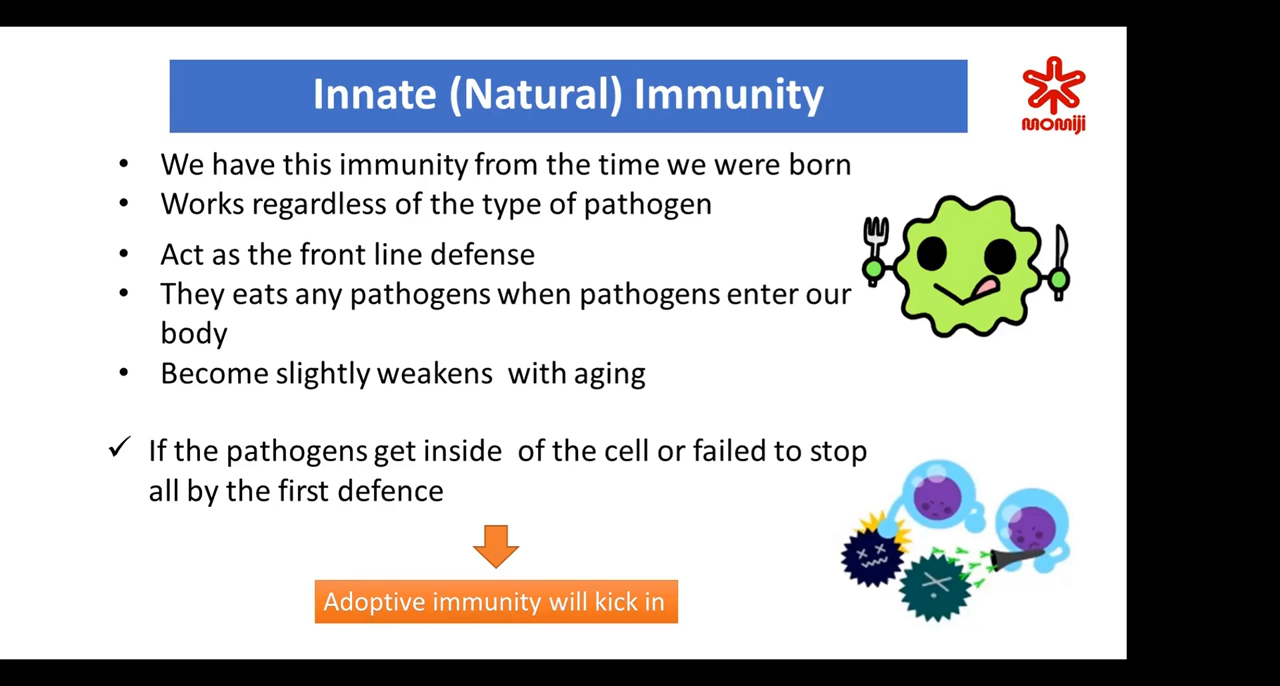 Innate (Natural) Immunity
momiji
• We have this immunity from the time we were born
• Works regardless of the type of pathogen
• Act as the front line defense
• They eats any pathogens when pathogens enter our
body
• Become slightly weakens  with aging
✓ If the pathogens get inside  of the cell or failed to stop
all by the first defence
Adoptive immunity will kick in